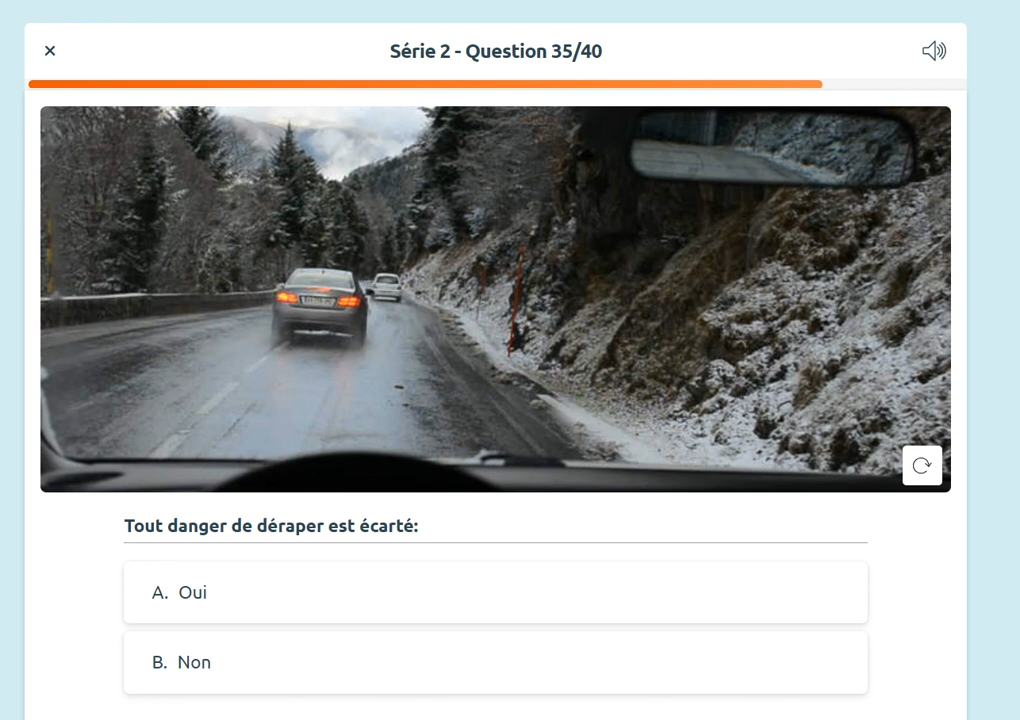 Série 2 - Question 35/40
Tout danger de déraper est écarté:
A. Oui
B. Non